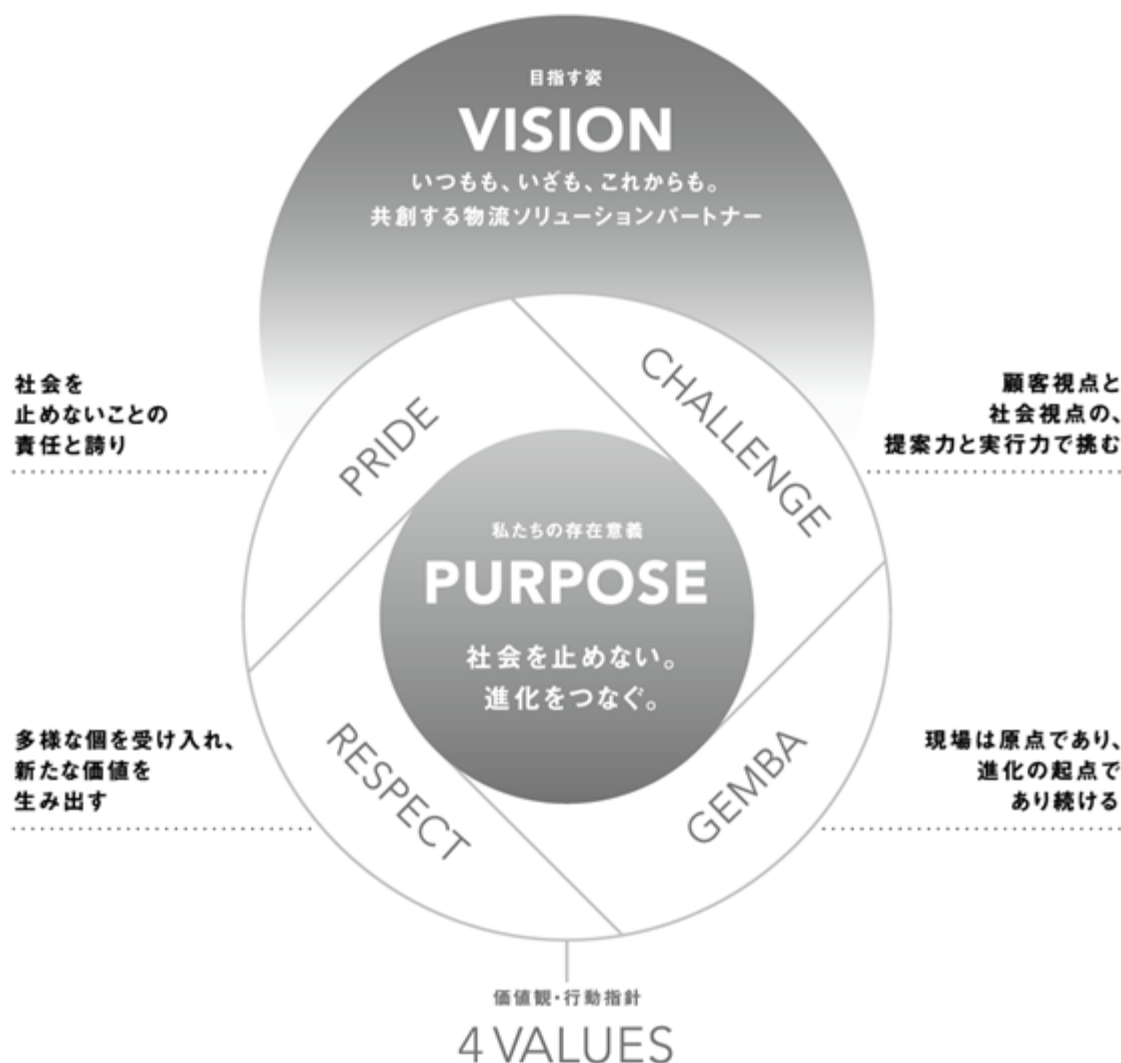 目指す姿
VISION
いつもも、いざも、これからも。
共創する物流ソリューションパートナー
社会を
止めないことの
責任と誇り
PRIDE
CHALLENGE
顧客視点と
社会視点の、
提案力と実行力で挑む
私たちの存在意義
PURPOSE
社会を止めない。
進化をつなぐ。
多様な個を受け入れ、
新たな価値を
生み出す
RESPECT
GEMBA
現場は原点であり、
進化の起点で
あり続ける
価値観・行動指針
4 VALUES